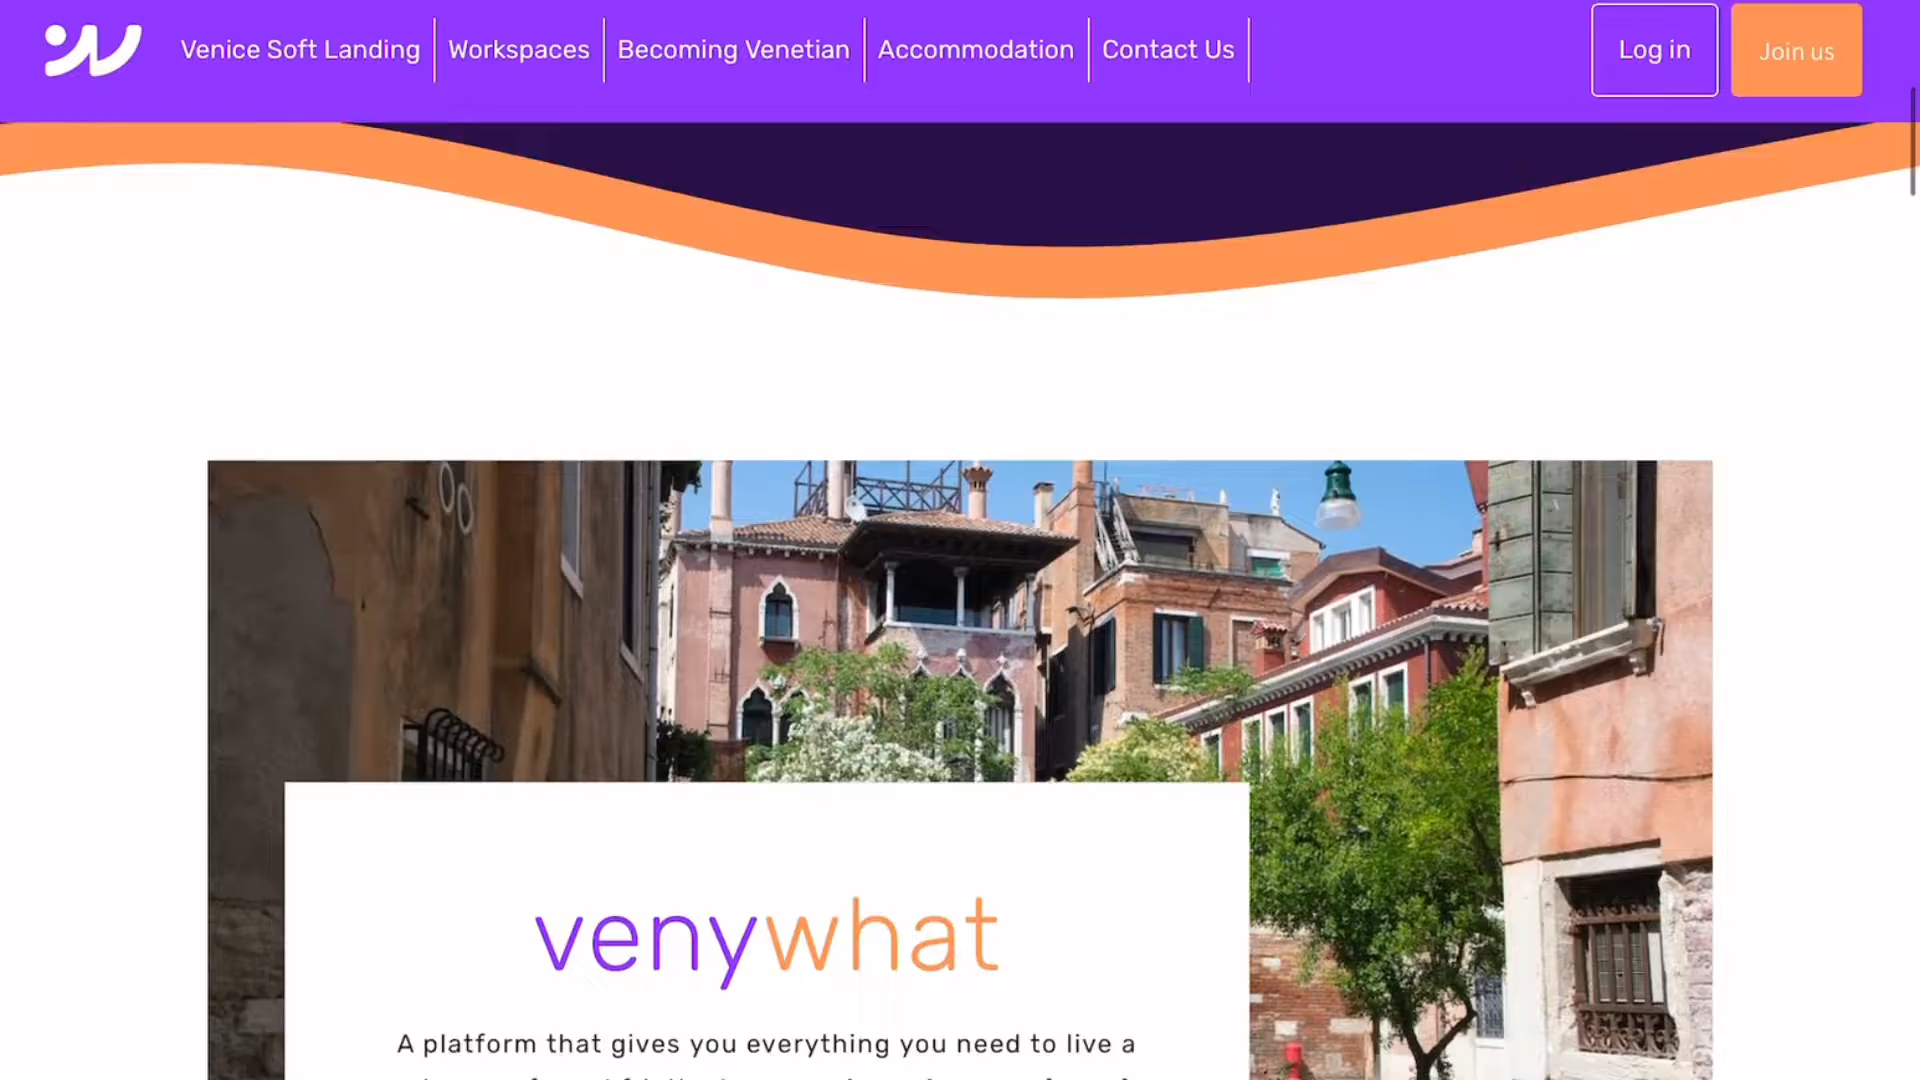 Venice Soft Landing
Workspaces
Becoming Venetian
Accommodation
Contact Us
Log in
Join us
venywhat
A platform that gives you everything you need to live a